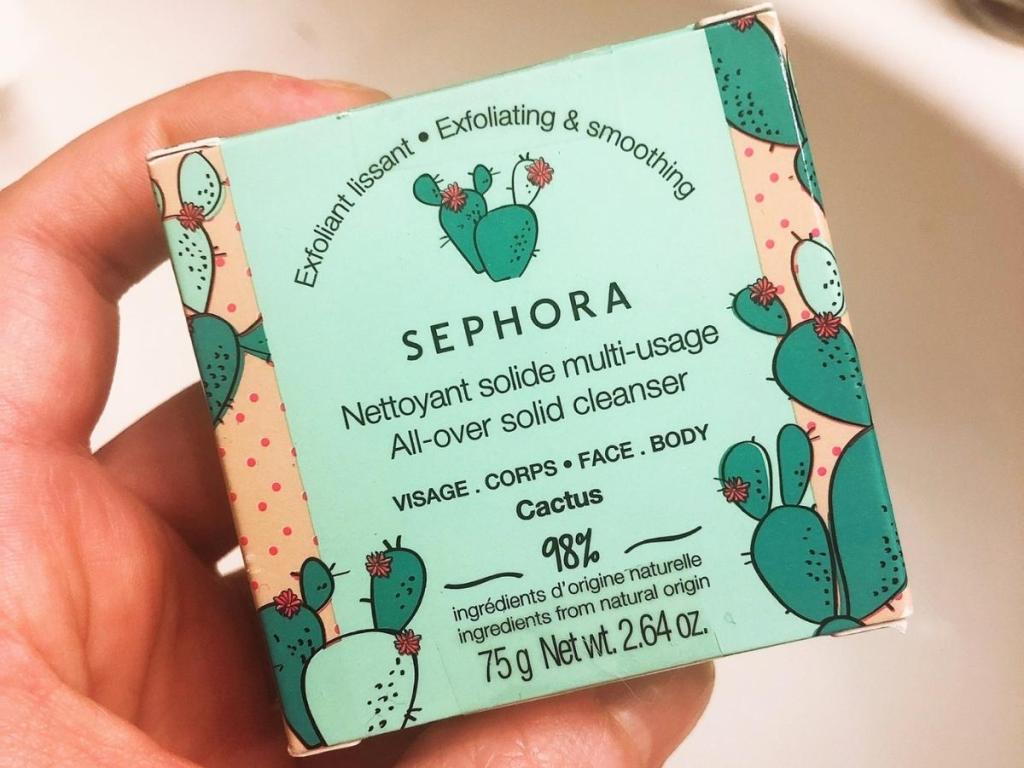 Exfoliant lissant • Exfoliating & smoothing
SEPHORA
Nettoyant solide multi-usage
All-over solid cleanser
VISAGE . CORPS • FACE . BODY
Cactus
98%
ingrédients d'origine naturelle
ingredients from natural origin
75 g Net wt. 2.64 oz.